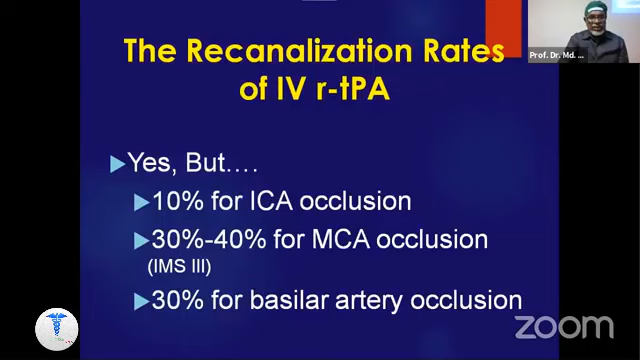 The Recanalization Rates
of IV r-tPA
Prof. Dr. Md. ...
Yes, But….
10% for ICA occlusion
30%-40% for MCA occlusion
(IMS III)
30% for basilar artery occlusion
zoom